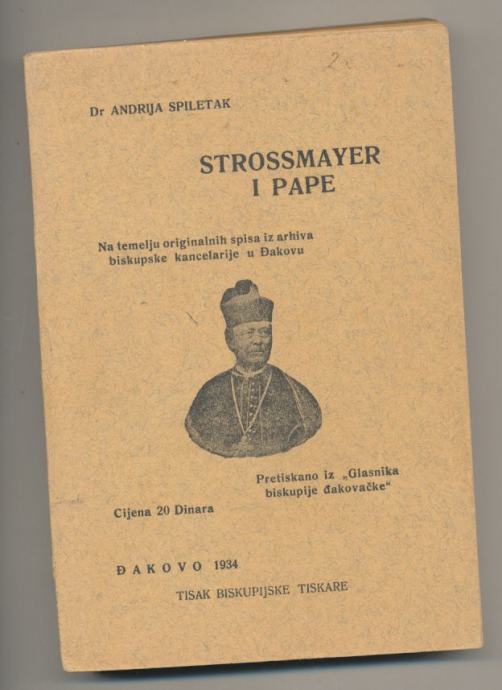 2
Dr ANDRIJA SPILETAK
STROSSMAYER
I PAPE
Na temelju originalnih spisa iz arhiva
biskupske kancelarije u Đakovu
Pretiskano iz „Glasnika
biskupije đakovačke“
Cijena 20 Dinara
ĐAKOVO 1934
TISAK BISKUPIJSKE TISKARE